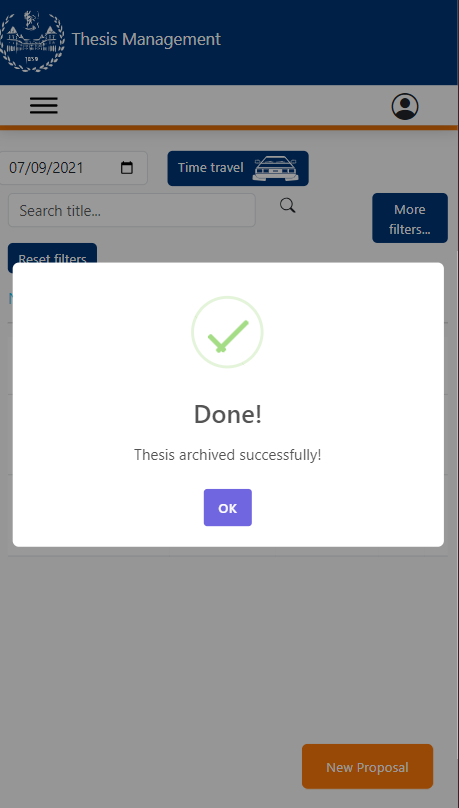 Thesis Management
1859
07/09/2021
Time travel
Search title...
More
filters...
Reset filters
Done!
Thesis archived successfully!
OK
New Proposal